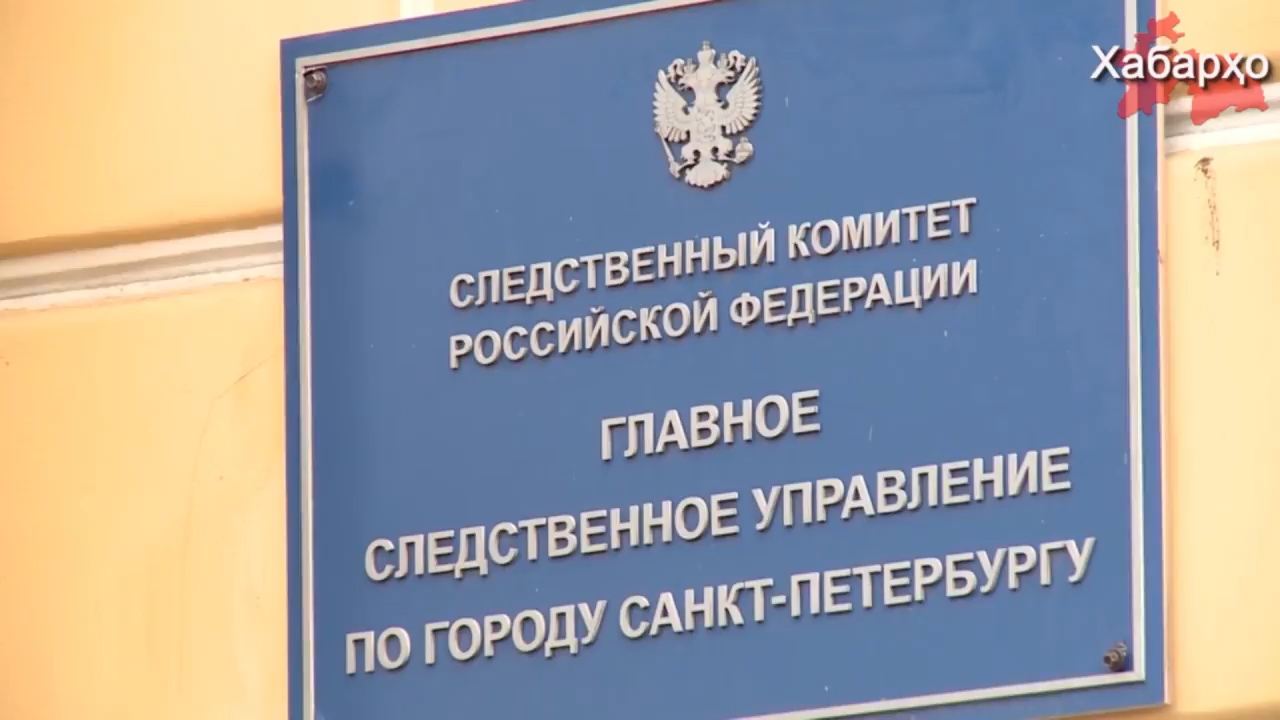 Хабарҳо
СЛЕДСТВЕННЫЙ КОМИТЕТ
РОССИЙСКОЙ ФЕДЕРАЦИИ
ГЛАВНОЕ
СЛЕДСТВЕННОЕ УПРАВЛЕНИЕ
ПО ГОРОДУ САНКТ-ПЕТЕРБУРГУ